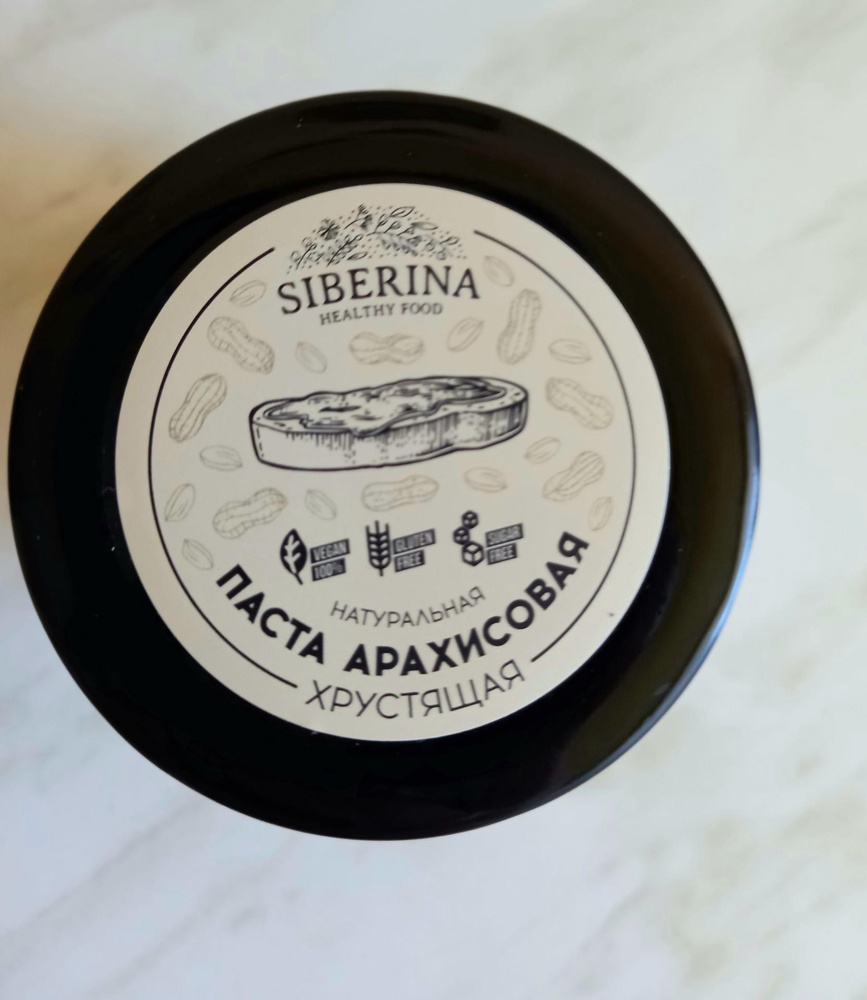 SIBERINA
HEALTHY FOOD
VEGAN
100%
GLUTEN
FREE
SUGAR
FREE
НАТУРАЛЬНАЯ
ПАСТА АРАХИСОВАЯ
ХРУСТЯЩАЯ